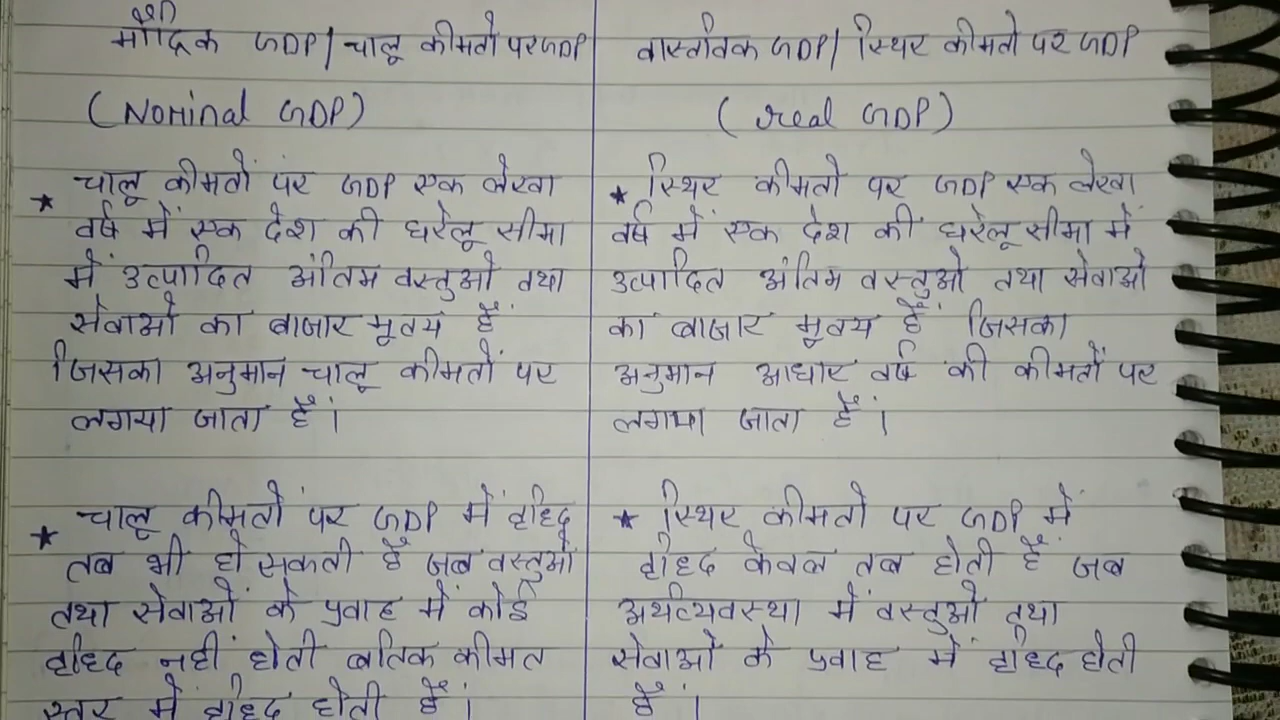 मौद्रिक GDP/ चालू कीमतों पर GDP
(Nominal GDP)
★ चालू कीमतों पर GDP एक लेखा
वर्ष में एक देश की घरेलू सीमा
में उत्पादित अंतिम वस्तुओ तथा
सेवाओं का बाजार मूल्य हैं
जिसका अनुमान चालू कीमतों पर
लगाया जाता हैं।
★ चालू कीमतों पर GDP में वृद्धि
तब भी हो सकती हैं जब वस्तुओं
तथा सेवाओं के प्रवाह में कोई
वृद्धि नहीं होती बल्कि कीमत
स्तर में वृद्धि होती हैं।
वास्तविक GDP/ स्थिर कीमतों पर GDP
(real GDP)
★ स्थिर कीमतों पर GDP एक लेखा
वर्ष में एक देश की घरेलू सीमा में
उत्पादित अंतिम वस्तुओ तथा सेवाओ
का बाजार मूल्य हैं जिसका
अनुमान आधार वर्ष की कीमतों पर
लगाया जाता हैं।
★ स्थिर कीमतों पर GDP में
वृद्धि केवल तब होती हैं जब
अर्थव्यवस्था में वस्तुओं तथा
सेवाओं के प्रवाह में वृद्धि होती
हैं।